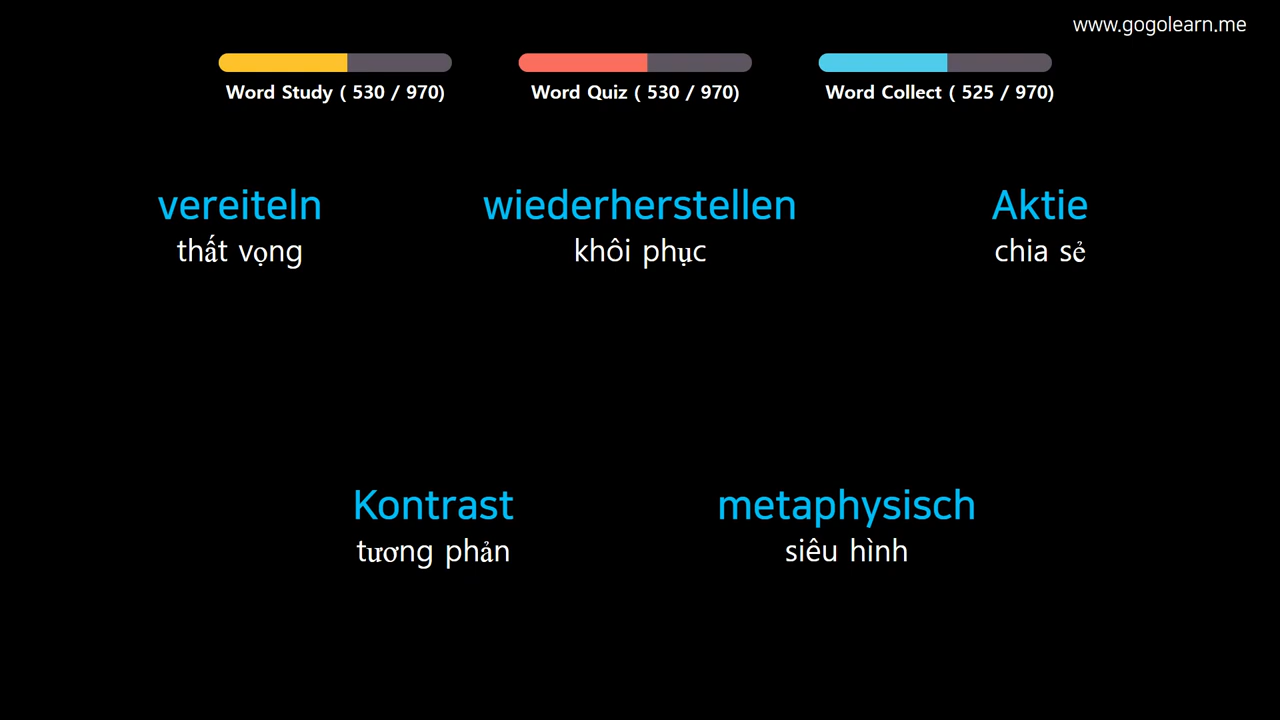 www.gogolearn.me
Word Study ( 530 / 970)
Word Quiz ( 530 / 970)
Word Collect ( 525 / 970)
vereiteln
thất vọng
wiederherstellen
khôi phục
Aktie
chia sẻ
Kontrast
tương phản
metaphysisch
siêu hình